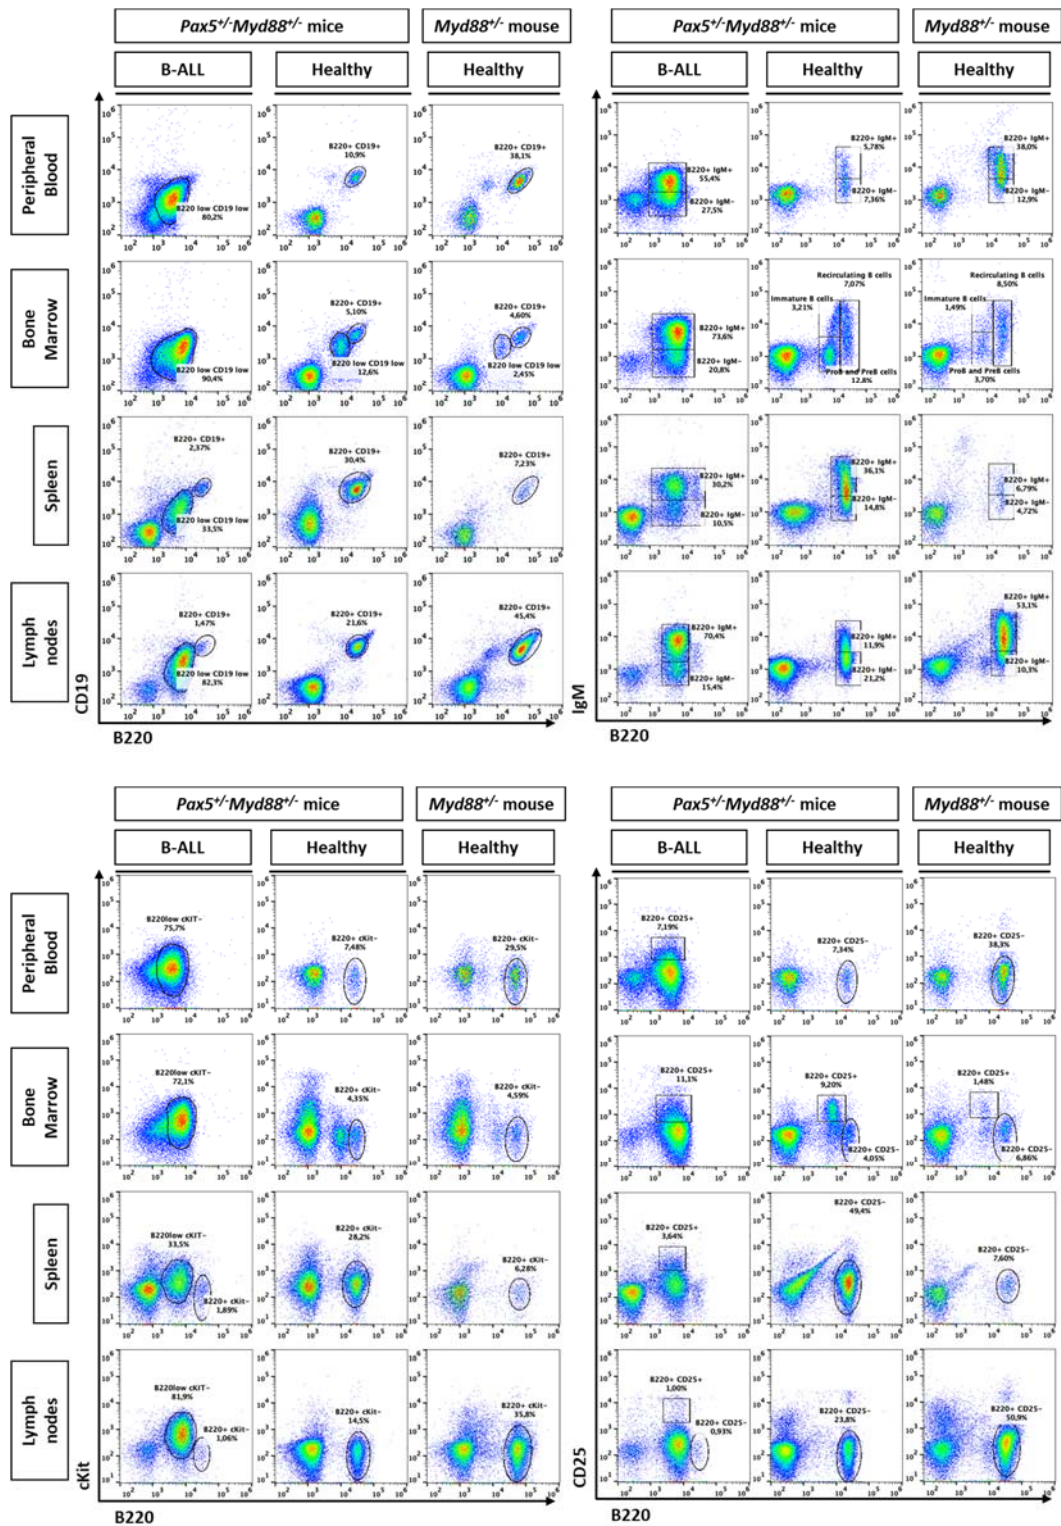 Pax5+/-Myd88+/- mice
Myd88+/- mouse
Pax5+/-Myd88+/- mice
Myd88+/- mouse
B-ALL
Healthy
Healthy
B-ALL
Healthy
Healthy
Peripheral
Blood
B220 low CD19 low
80,2%
B220+ CD19+
10,9%
B220+ CD19+
38,1%
B220+ IgM+
55,4%
B220+ IgM-
27,5%
B220+ IgM+
5,78%
B220+ IgM-
7,36%
B220+ IgM+
38,0%
B220+ IgM-
12,9%
Bone
Marrow
B220 low CD19 low
90,4%
B220+ CD19+
5,10%
B220 low CD19 low
12,6%
B220+ CD19+
4,60%
B220 low CD19 low
2,45%
B220+ IgM+
73,6%
B220+ IgM-
20,8%
Recirculating B cells
7,07%
Immature B cells
3,21%
ProB and PreB cells
12,8%
Recirculating B cells
8,50%
Immature B cells
1,49%
ProB and PreB cells
3,70%
Spleen
B220+ CD19+
2,37%
B220 low CD19 low
33,5%
B220+ CD19+
30,4%
B220+ CD19+
7,23%
B220+ IgM+
30,2%
B220+ IgM-
10,5%
B220+ IgM+
36,1%
B220+ IgM-
14,8%
B220+ IgM+
6,79%
B220+ IgM-
4,72%
Lymph
nodes
B220+ CD19+
1,47%
B220 low CD19 low
82,3%
B220+ CD19+
21,6%
B220+ CD19+
45,4%
B220+ IgM+
70,4%
B220+ IgM-
15,4%
B220+ IgM+
11,9%
B220+ IgM-
21,2%
B220+ IgM+
53,1%
B220+ IgM-
10,3%
CD19
B220
IgM
B220
Pax5+/-Myd88+/- mice
Myd88+/- mouse
Pax5+/-Myd88+/- mice
Myd88+/- mouse
B-ALL
Healthy
Healthy
B-ALL
Healthy
Healthy
Peripheral
Blood
B220low cKIT-
75,7%
B220+ cKit-
7,48%
B220+ cKit-
29,5%
B220+ CD25+
7,19%
B220+ CD25-
7,34%
B220+ CD25-
38,3%
Bone
Marrow
B220low cKIT-
72,1%
B220+ cKit-
4,35%
B220+ cKit-
4,59%
B220+ CD25+
11,1%
B220+ CD25+
9,20%
B220+ CD25-
4,05%
B220+ CD25+
1,48%
B220+ CD25-
6,86%
Spleen
B220low cKIT-
33,5%
B220+ cKit-
1,89%
B220+ cKit-
28,2%
B220+ cKit-
6,28%
B220+ CD25+
3,64%
B220+ CD25-
49,4%
B220+ CD25-
7,60%
Lymph
nodes
B220low cKIT-
81,9%
B220+ cKit-
1,06%
B220+ cKit-
14,5%
B220+ cKit-
35,8%
B220+ CD25+
1,00%
B220+ CD25-
0,93%
B220+ CD25-
23,8%
B220+ CD25-
50,9%
cKit
B220
CD25
B220